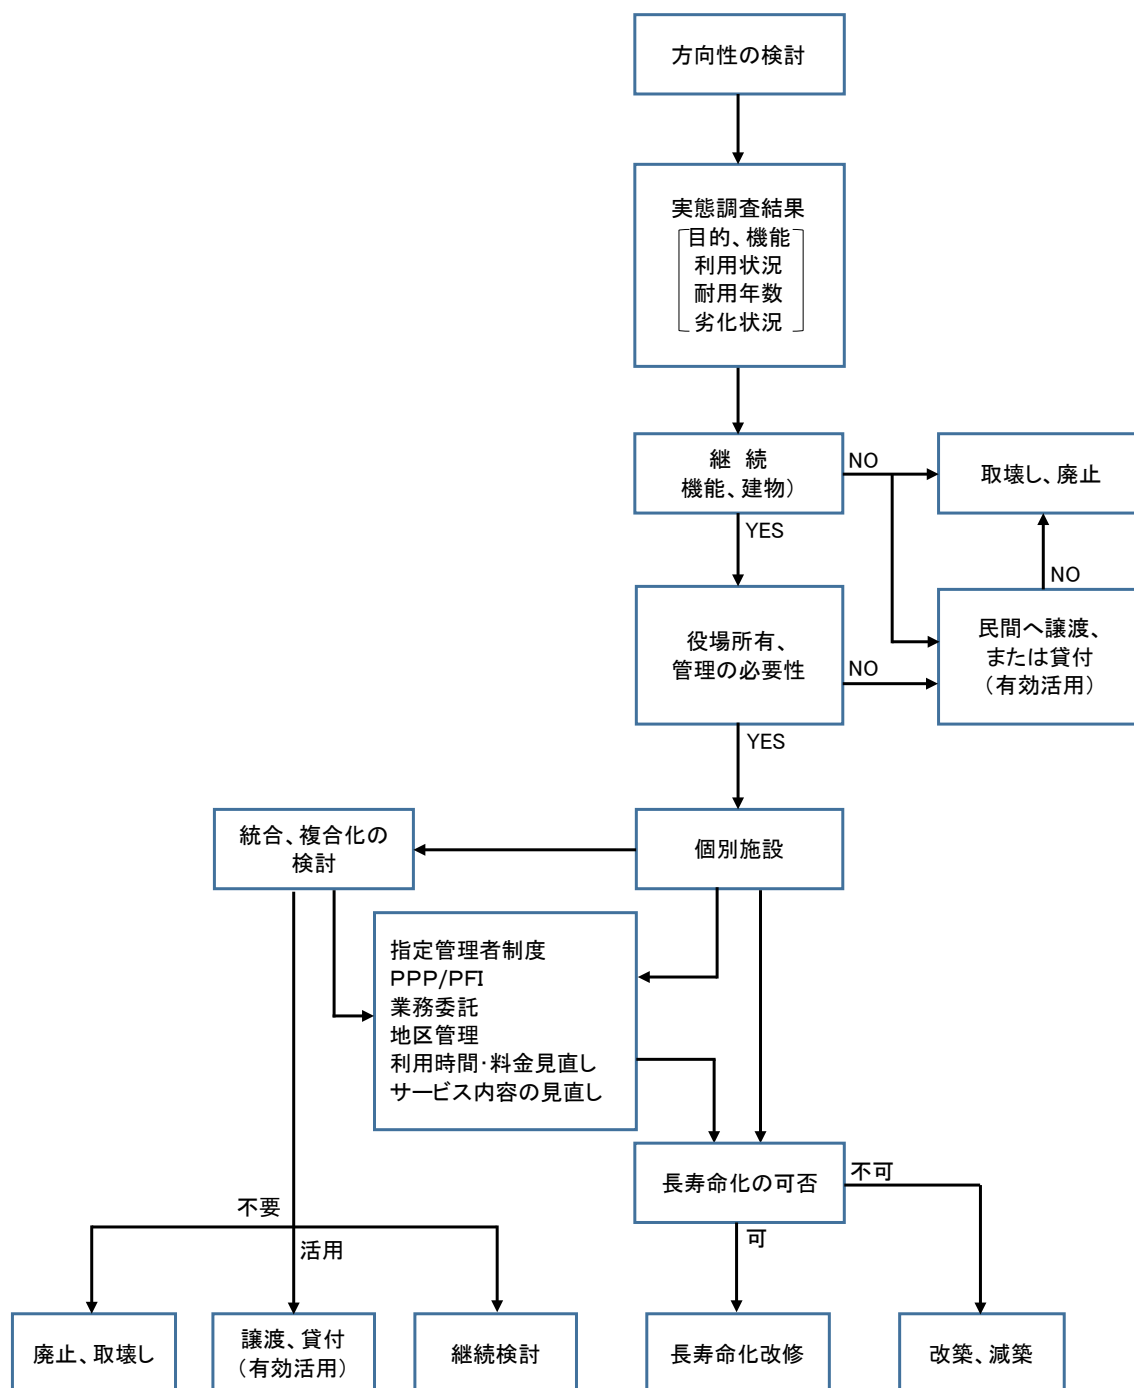 方向性の検討
実態調査結果
目的、機能
利用状況
耐用年数
劣化状況
継 続
機能、建物）
NO
取壊し、廃止
YES
NO
役場所有、
管理の必要性
NO
民間へ譲渡、
または貸付
（有効活用）
YES
統合、複合化の
検討
個別施設
指定管理者制度
PPP/PFI
業務委託
地区管理
利用時間・料金見直し
サービス内容の見直し
長寿命化の可否
不可
不要
活用
可
廃止、取壊し
譲渡、貸付
（有効活用）
継続検討
長寿命化改修
改築、減築